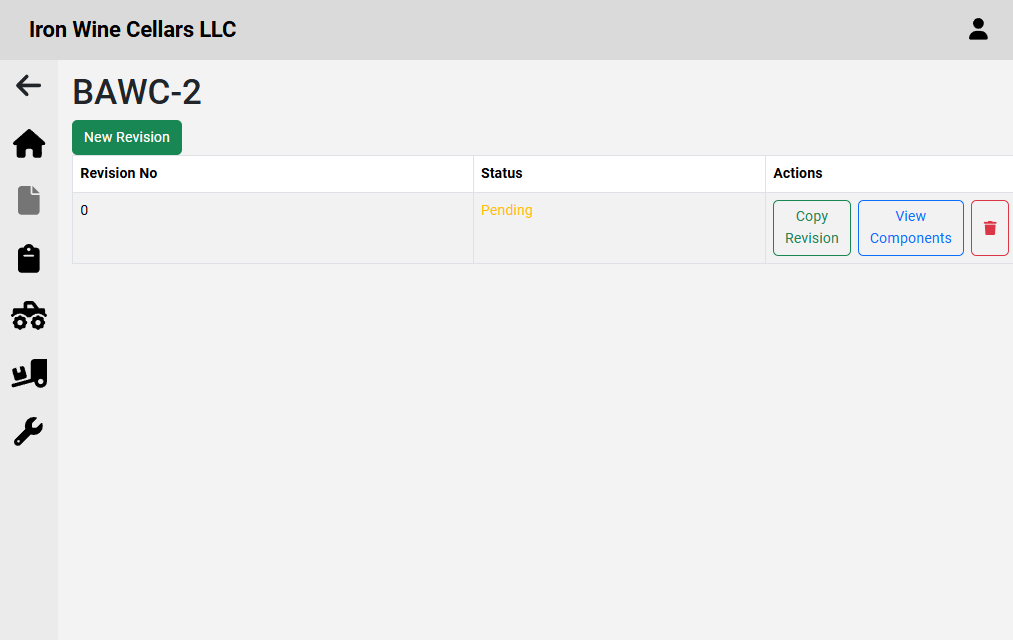 Iron Wine Cellars LLC
BAWC-2
New Revision
Revision No Status Actions
0 Pending Copy Revision View Components